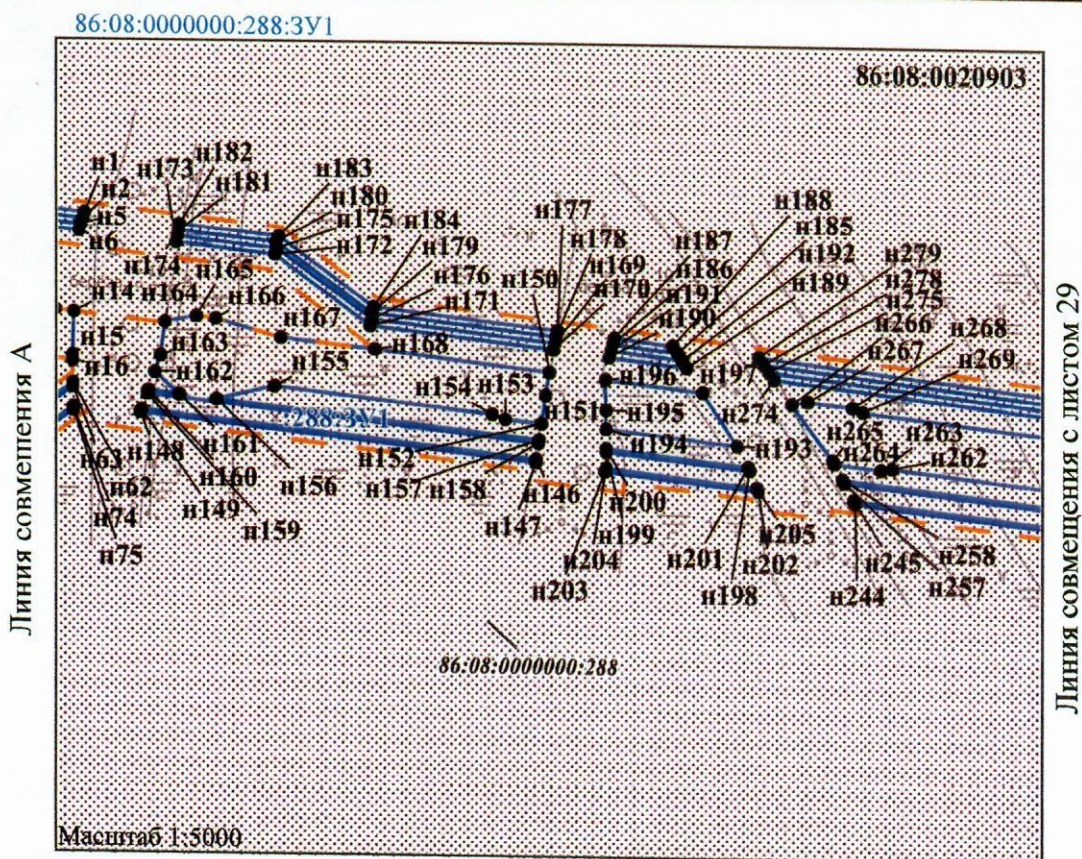 86:08:0000000:288:ЗУ1
86:08:0020903
н1
н2
н5
н6
н173
н182
н181
н183
н180
н175
н172
н184
н179
н176
н171
н177
н178
н169
н170
н150
н188
н185
н187
н186
н192
н191
н189
н190
н279
н278
н275
н266
н268
н267
н269
н174
н165
н14
н164
н166
н167
н168
н15
н163
н155
н16
н162
н154
н153
н196
н197
н274
:288:ЗУ1
н151
н195
н265
н263
н194
н193
н264
н262
н63
н148
н161
н152
н62
н160
н156
н157
н158
н146
н200
н74
н149
н159
н147
н199
н201
н205
н258
н75
н204
н202
н245
н257
н203
н198
н244
86:08:0000000:288
Масштаб 1:5000
Линия совмещения А
Линия совмещения с листом 29